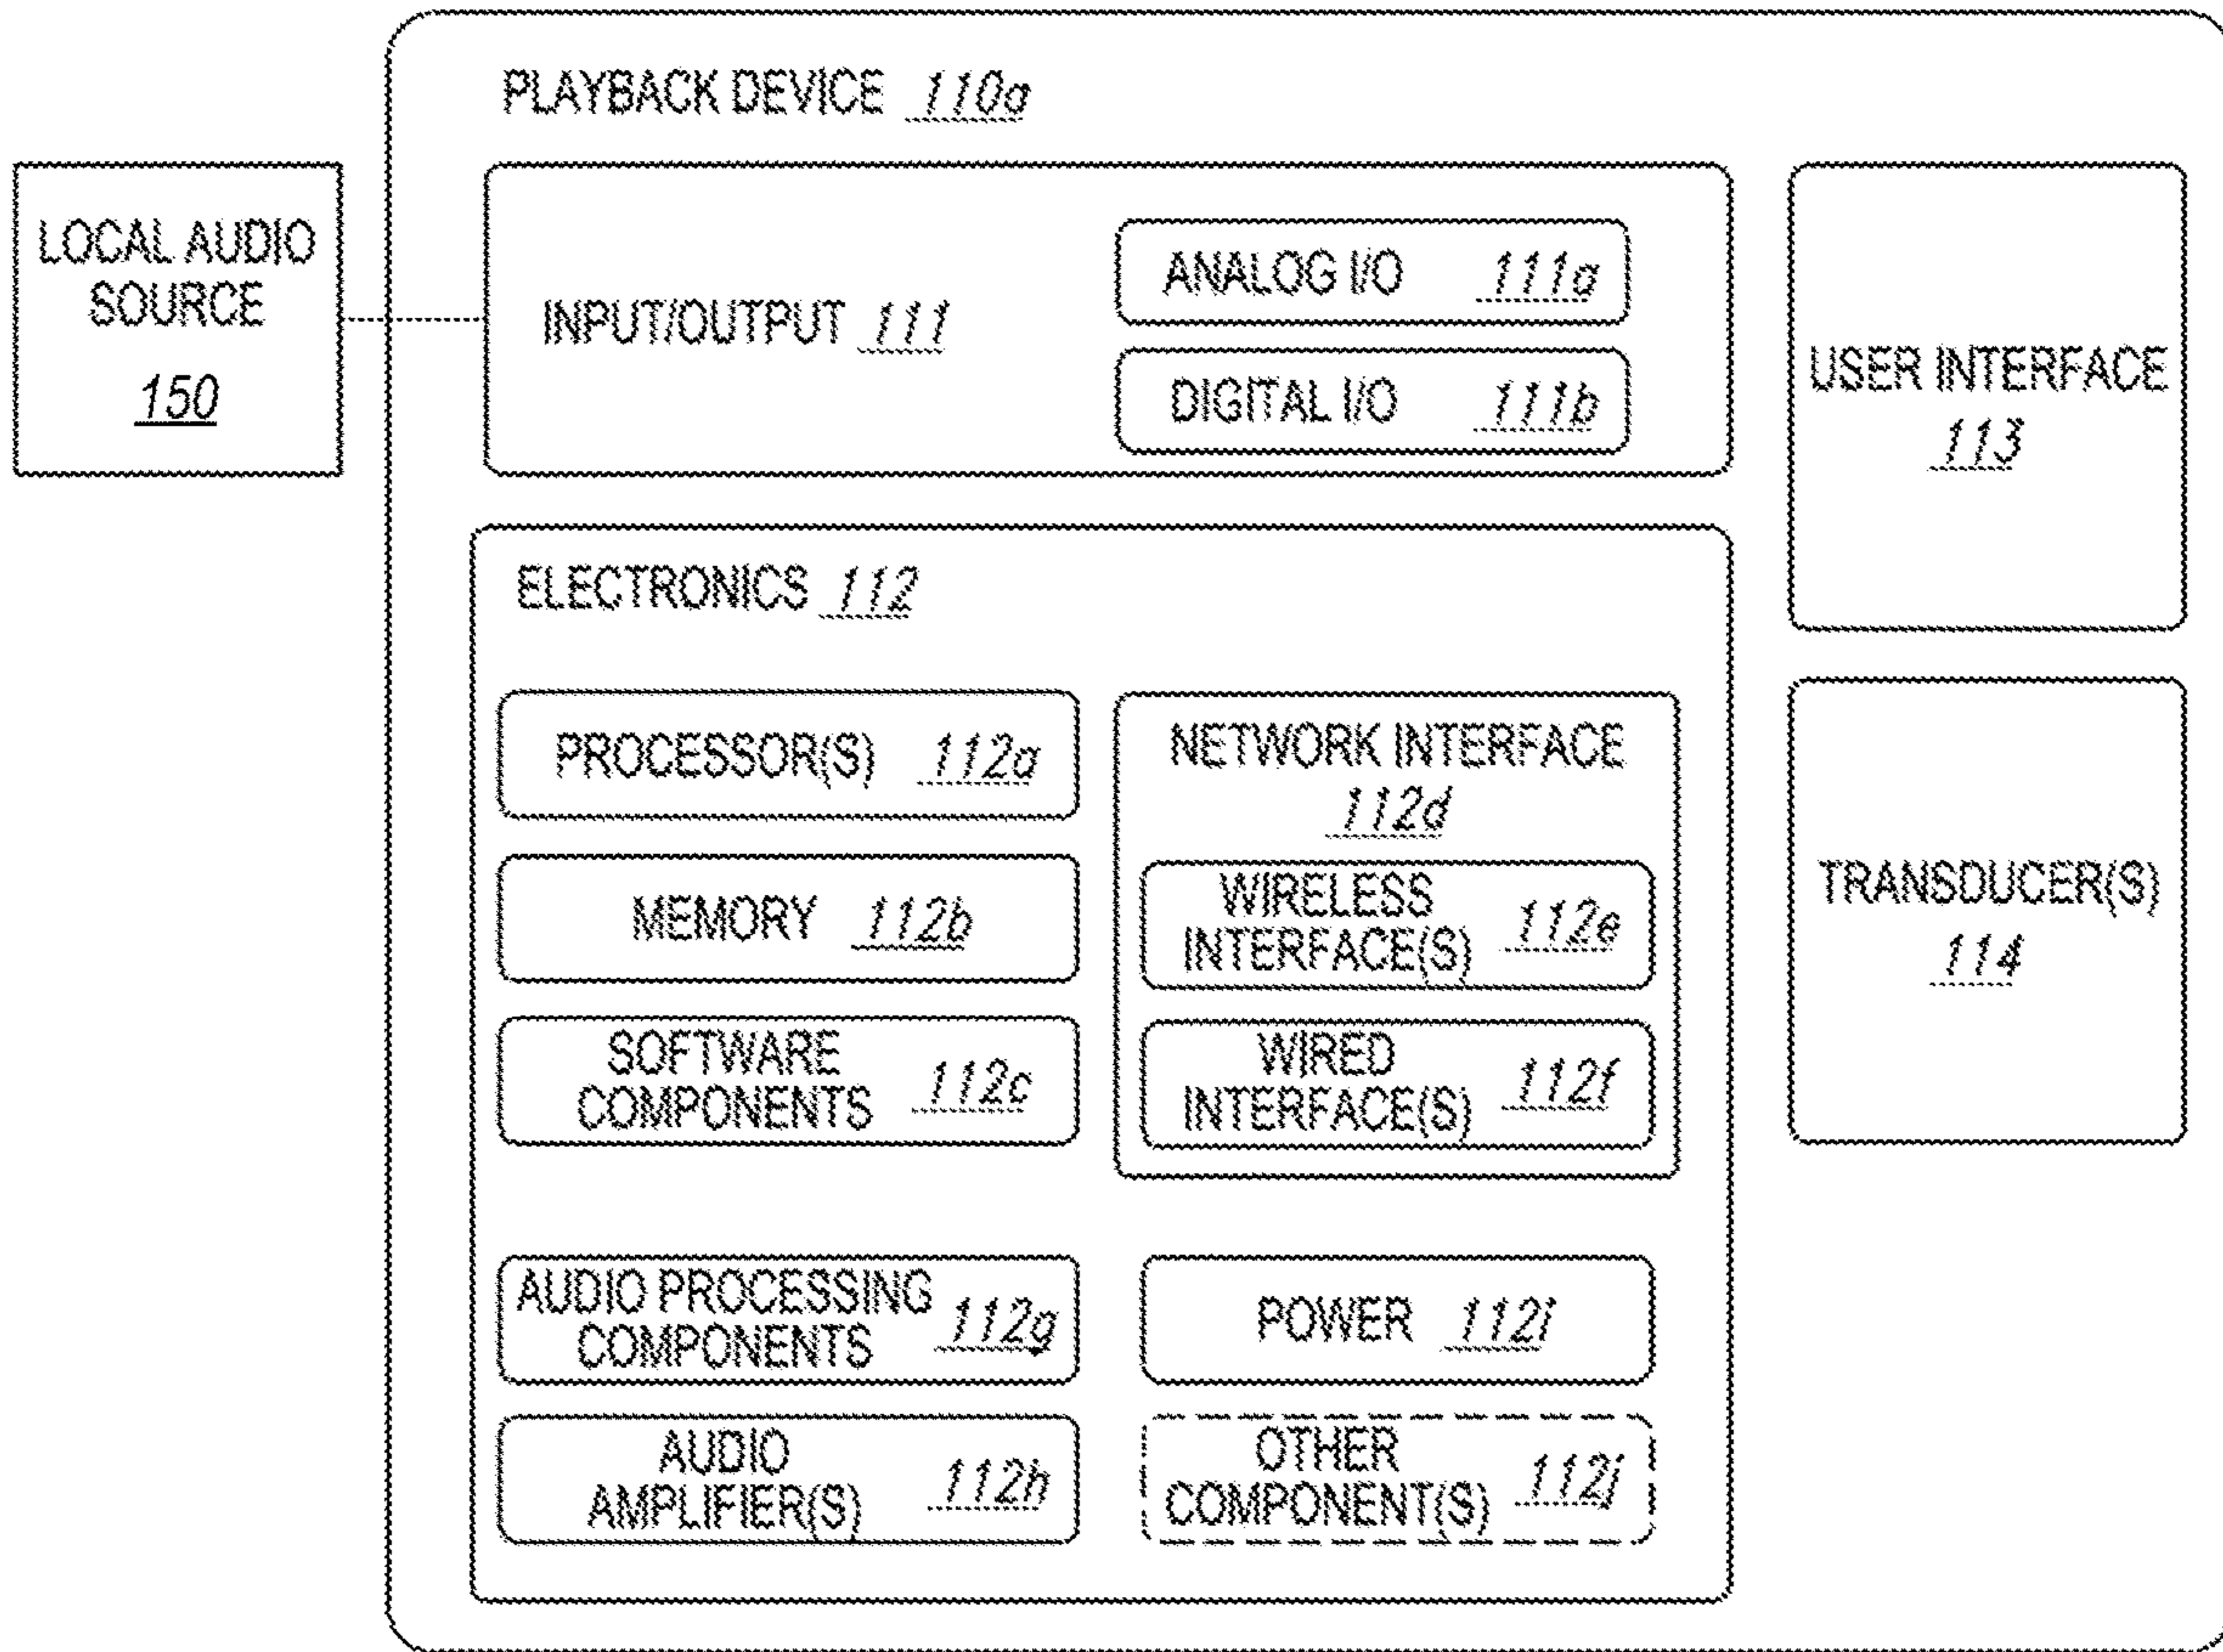 PLAYBACK DEVICE 110a
LOCAL AUDIO
SOURCE
150
INPUT/OUTPUT 111
ANALOG I/O 111a
DIGITAL I/O 111b
USER INTERFACE
113
ELECTRONICS 112
PROCESSOR(S) 112a
MEMORY 112b
SOFTWARE
COMPONENTS 112c
NETWORK INTERFACE
112d
WIRELESS
INTERFACE(S) 112e
WIRED
INTERFACE(S) 112f
TRANSDUCER(S)
114
AUDIO PROCESSING
COMPONENTS 112g
POWER 112i
AUDIO
AMPLIFIER(S) 112h
OTHER
COMPONENT(S) 112j